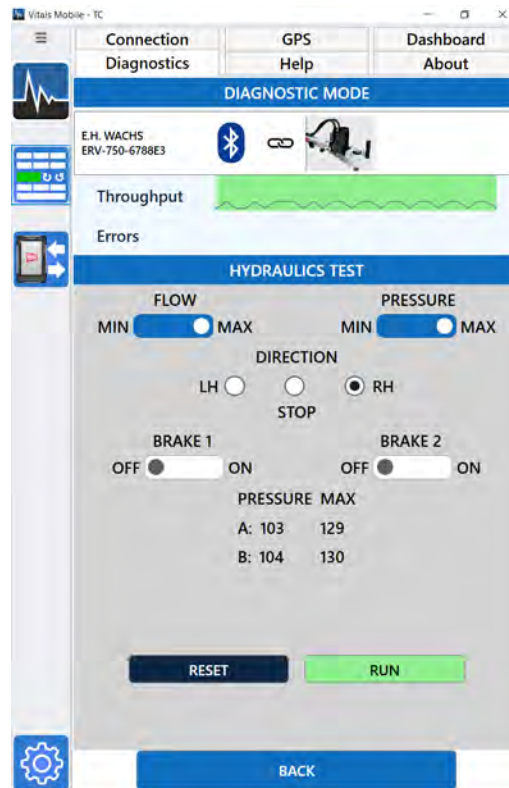 Vitals Mobile - TC
Connection GPS Dashboard
Diagnostics Help About
DIAGNOSTIC MODE
E.H. WACHS
ERV-750-6788E3
Throughput
Errors
HYDRAULICS TEST
FLOW PRESSURE
MIN MAX MIN MAX
DIRECTION
LH RH
STOP
BRAKE 1 BRAKE 2
OFF ON OFF ON
PRESSURE MAX
A: 103 129
B: 104 130
RESET RUN
BACK